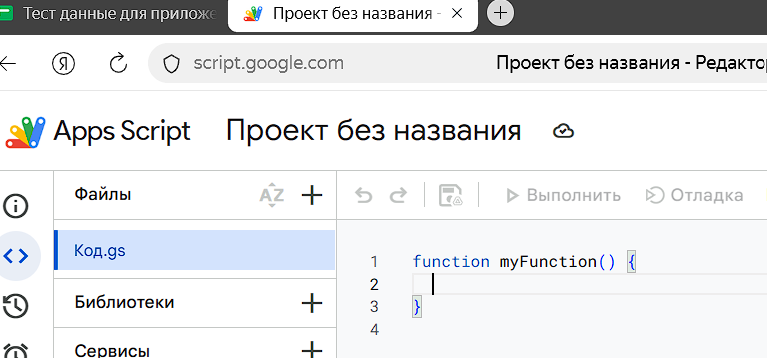 Тест данные для приложе
Проект без названия -
script.google.com
Проект без названия - Редакто
Apps Script
Проект без названия
Файлы
Выполнить
Отладка
Код.gs
1 function myFunction() {
2
3 }
4
Библиотеки
Сервисы